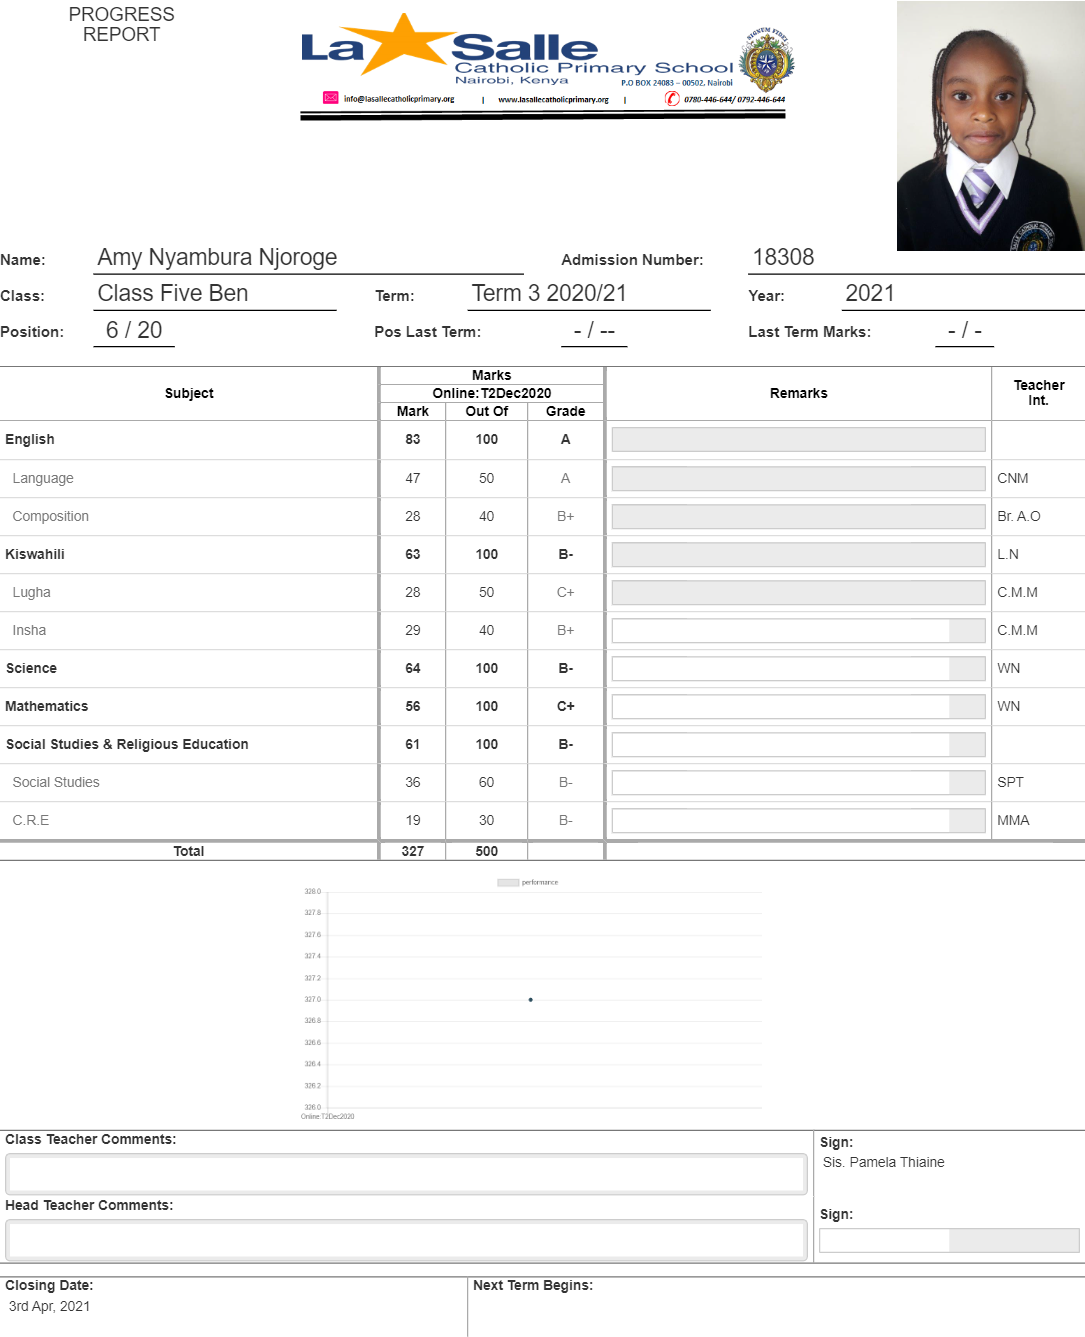 PROGRESS
REPORT
La Salle
Catholic Primary School
Nairobi, Kenya
P.O BOX 24083 – 00502, Nairobi
SIGNUM FIDEI
info@lasallecatholicprimary.org | www.lasallecatholicprimary.org | 0780-446-644/ 0792-446-644
Name: Amy Nyambura Njoroge Admission Number: 18308
Class: Class Five Ben Term: Term 3 2020/21 Year: 2021
Position: 6 / 20 Pos Last Term: - / -- Last Term Marks: - / -
Subject Marks Remarks Teacher Int.
Online:T2Dec2020
Mark Out Of Grade
English 83 100 A
Language 47 50 A CNM
Composition 28 40 B+ Br. A.O
Kiswahili 63 100 B- L.N
Lugha 28 50 C+ C.M.M
Insha 29 40 B+ C.M.M
Science 64 100 B- WN
Mathematics 56 100 C+ WN
Social Studies & Religious Education 61 100 B-
Social Studies 36 60 B- SPT
C.R.E 19 30 B- MMA
Total 327 500
performance
328.0
327.8
327.6
327.4
327.2
327.0
326.8
326.6
326.4
326.2
326.0
Online:T2Dec2020
Class Teacher Comments:
Sign:
Sis. Pamela Thiaine
Head Teacher Comments:
Sign:
Closing Date: Next Term Begins:
3rd Apr, 2021